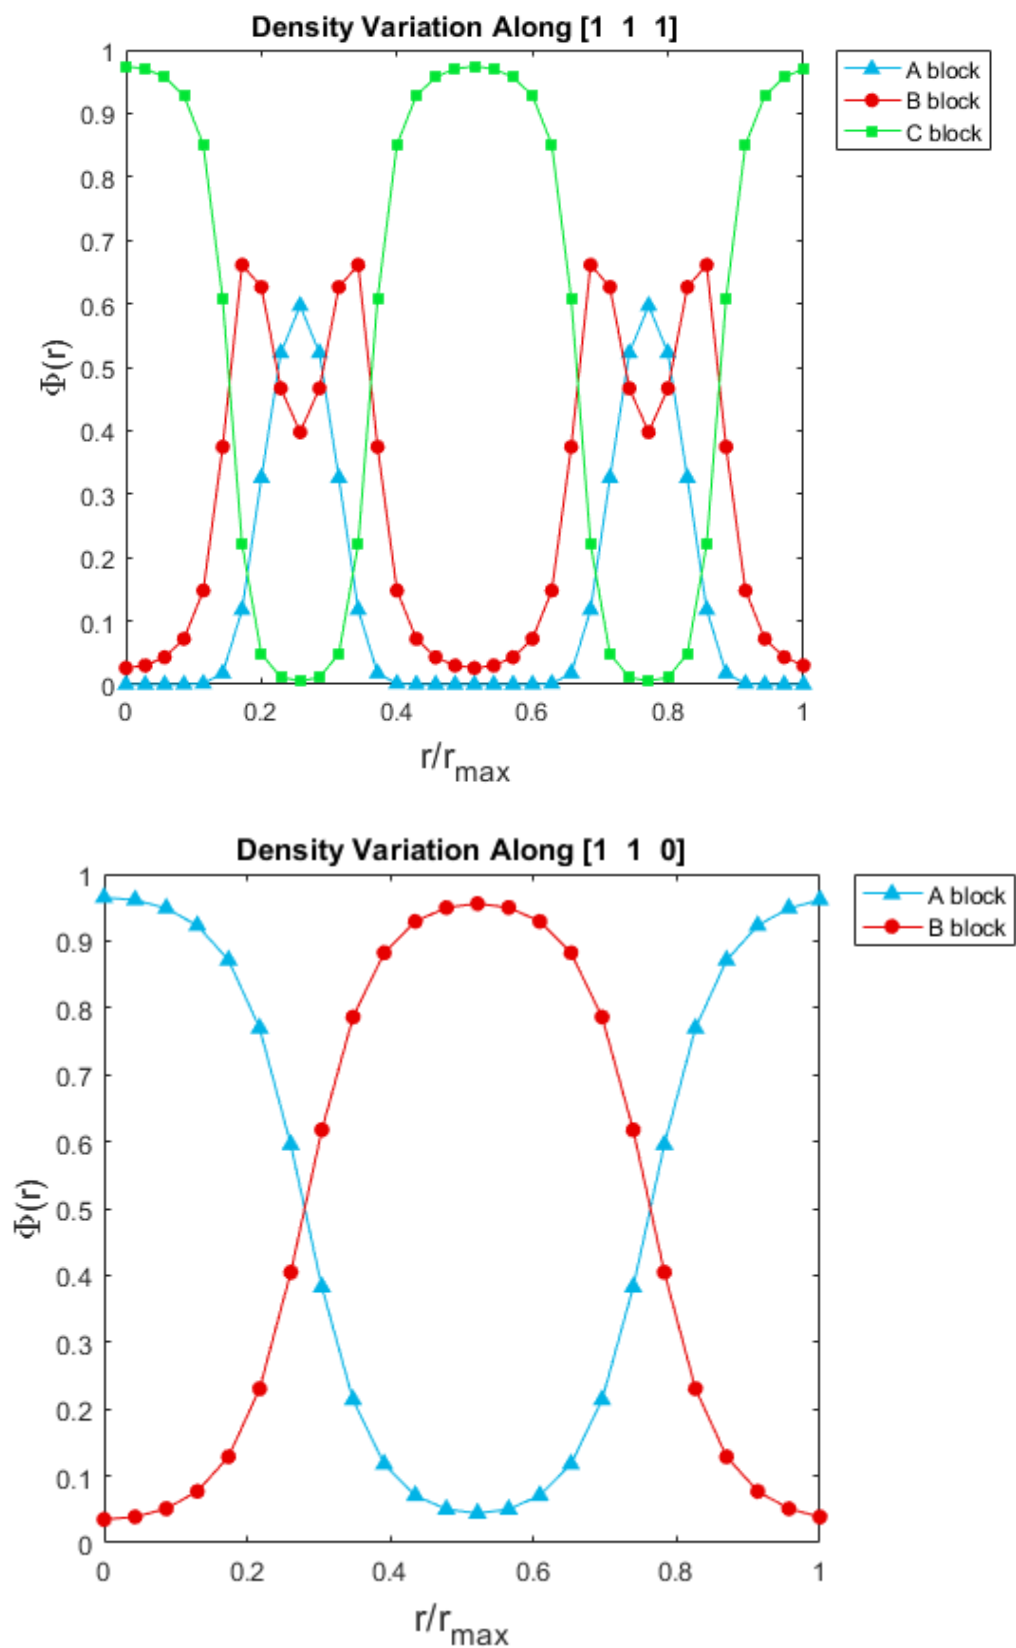 Density Variation Along [1 1 1]
1
0.9
0.8
0.7
0.6
0.5
0.4
0.3
0.2
0.1
0
Φ(r)
0 0.2 0.4 0.6 0.8 1
r/r_max
A block
B block
C block
Density Variation Along [1 1 0]
1
0.9
0.8
0.7
0.6
0.5
0.4
0.3
0.2
0.1
0
Φ(r)
0 0.2 0.4 0.6 0.8 1
r/r_max
A block
B block